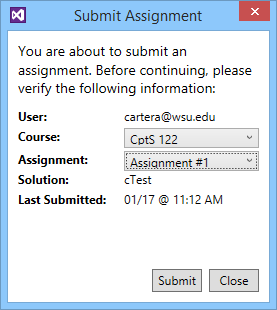 Submit Assignment
You are about to submit an
assignment. Before continuing, please
verify the following information:
User: cartera@wsu.edu
Course: CptS 122
Assignment: Assignment #1
Solution: cTest
Last Submitted: 01/17 @ 11:12 AM
Submit Close